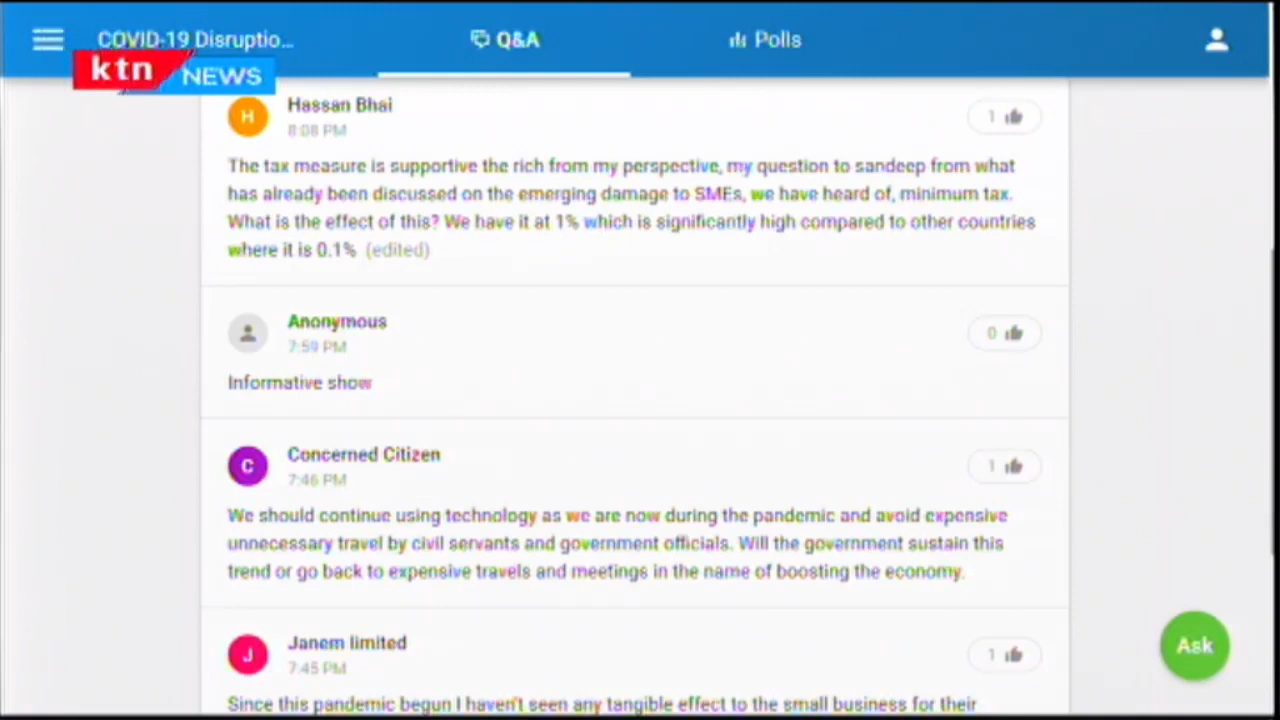 COVID-19 Disruptio...
Q&A
Polls
ktn NEWS
H
Hassan Bhai
1
8:08 PM
The tax measure is supportive the rich from my perspective, my question to sandeep from what
has already been discussed on the emerging damage to SMEs, we have heard of, minimum tax.
What is the effect of this? We have it at 1% which is significantly high compared to other countries
where it is 0.1% (edited)
Anonymous
0
7:59 PM
Informative show
C
Concerned Citizen
1
7:46 PM
We should continue using technology as we are now during the pandemic and avoid expensive
unnecessary travel by civil servants and government officials. Will the government sustain this
trend or go back to expensive travels and meetings in the name of boosting the economy.
J
Janem limited
1
7:45 PM
Ask
Since this pandemic begun I haven't seen any tangible effect to the small business for their